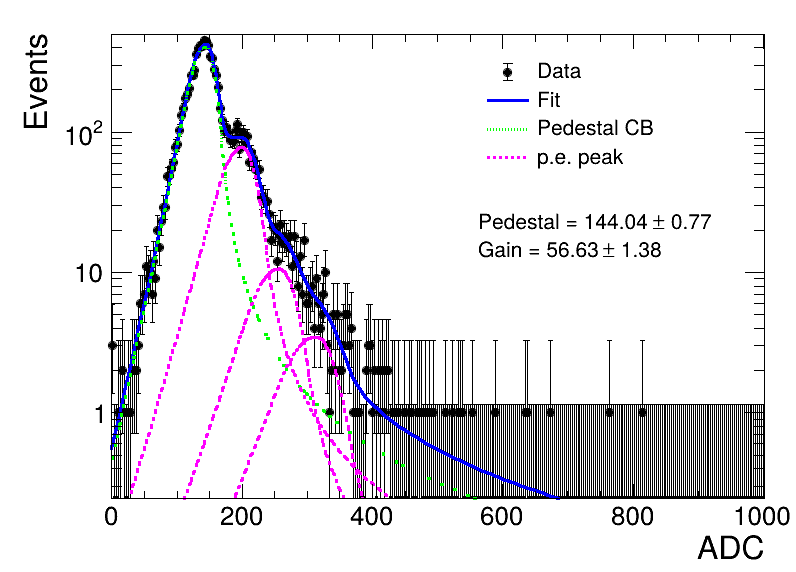 Events
10²
10
1
Data
Fit
Pedestal CB
p.e. peak
Pedestal = 144.04 ± 0.77
Gain = 56.63 ± 1.38
0 200 400 600 800 1000
ADC